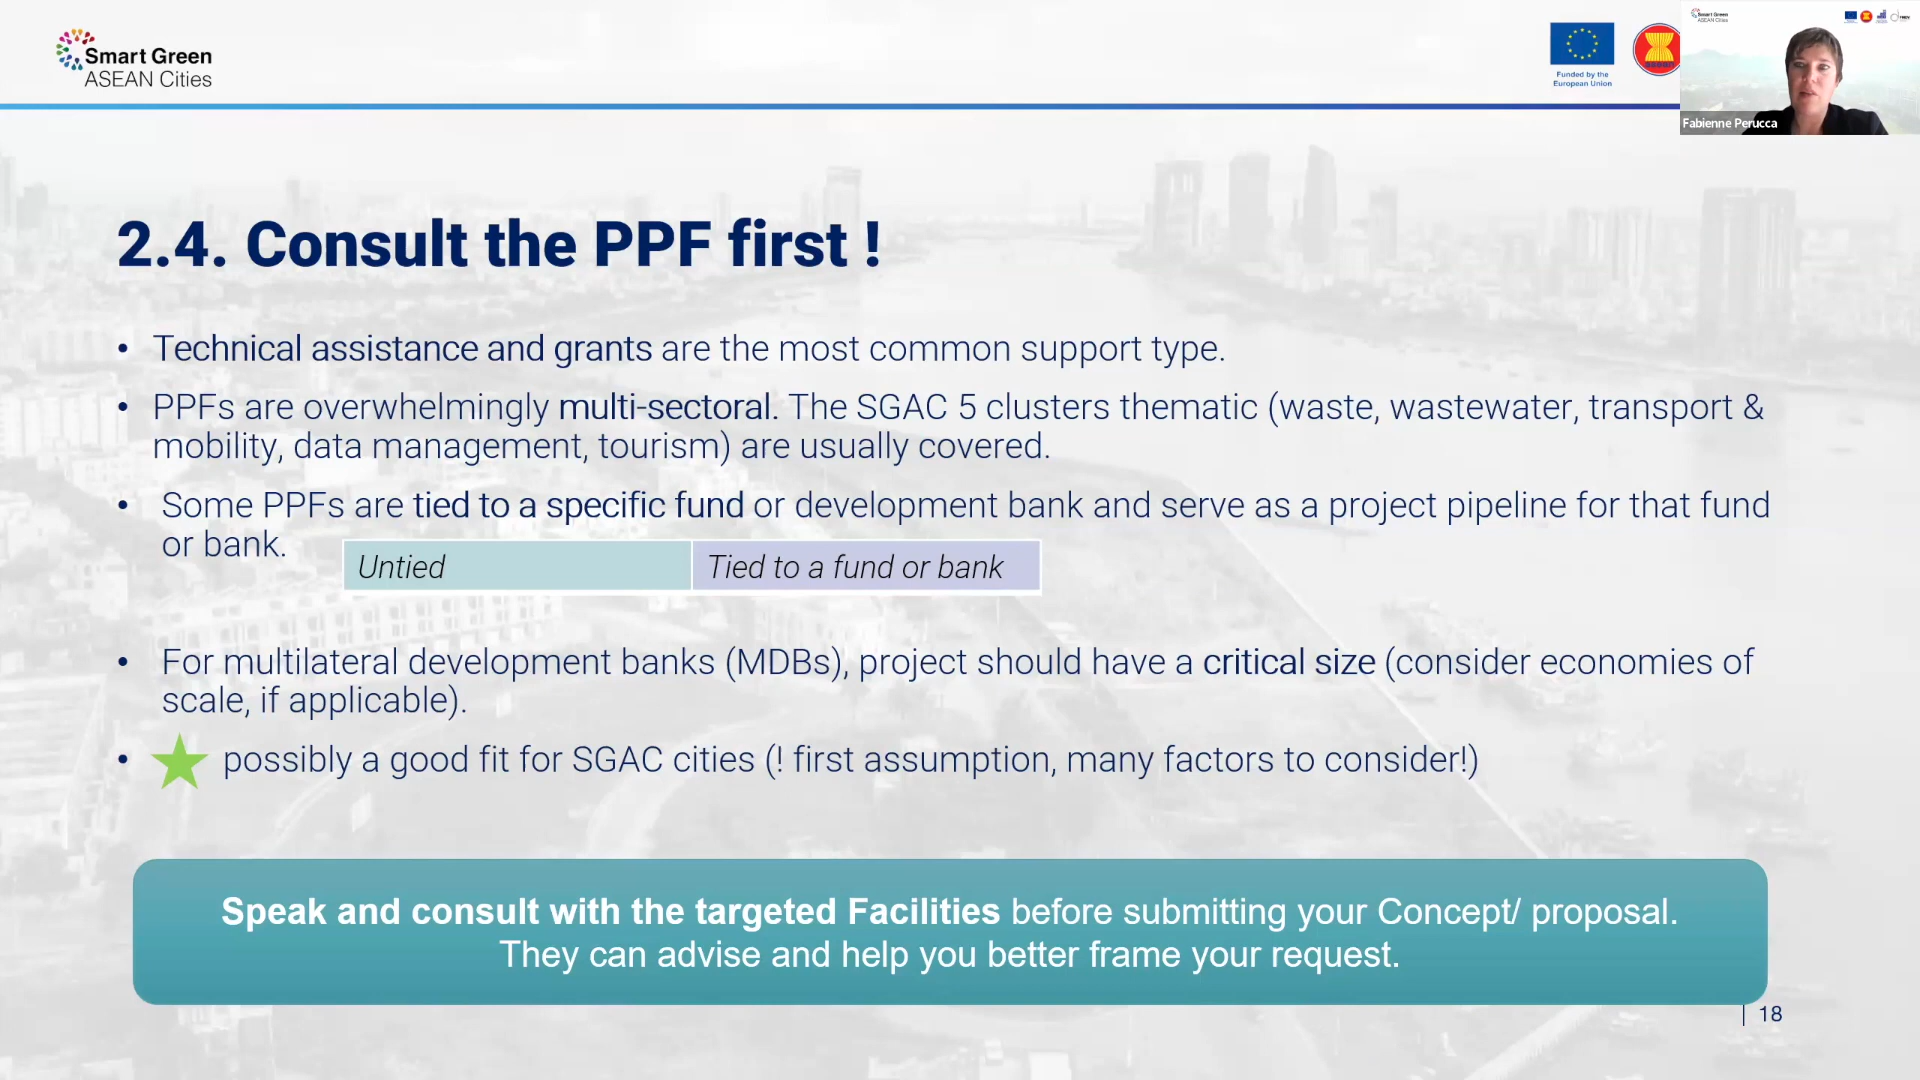 Smart Green
ASEAN Cities
Funded by the
European Union
Smart Green
ASEAN Cities
Fabienne Perucca
2.4. Consult the PPF first !
• Technical assistance and grants are the most common support type.
• PPFs are overwhelmingly multi-sectoral. The SGAC 5 clusters thematic (waste, wastewater, transport &
mobility, data management, tourism) are usually covered.
• Some PPFs are tied to a specific fund or development bank and serve as a project pipeline for that fund
or bank.
Untied
Tied to a fund or bank
• For multilateral development banks (MDBs), project should have a critical size (consider economies of
scale, if applicable).
• possibly a good fit for SGAC cities (! first assumption, many factors to consider!)
Speak and consult with the targeted Facilities before submitting your Concept/ proposal.
They can advise and help you better frame your request.
| 18